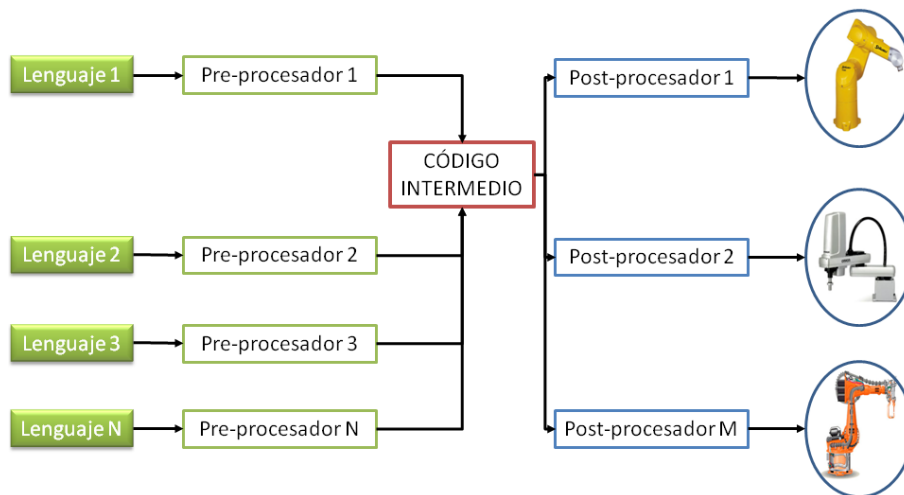 Lenguaje 1
Pre-procesador 1
Post-procesador 1
CÓDIGO
INTERMEDIO
Lenguaje 2
Pre-procesador 2
Post-procesador 2
Lenguaje 3
Pre-procesador 3
Lenguaje N
Pre-procesador N
Post-procesador M